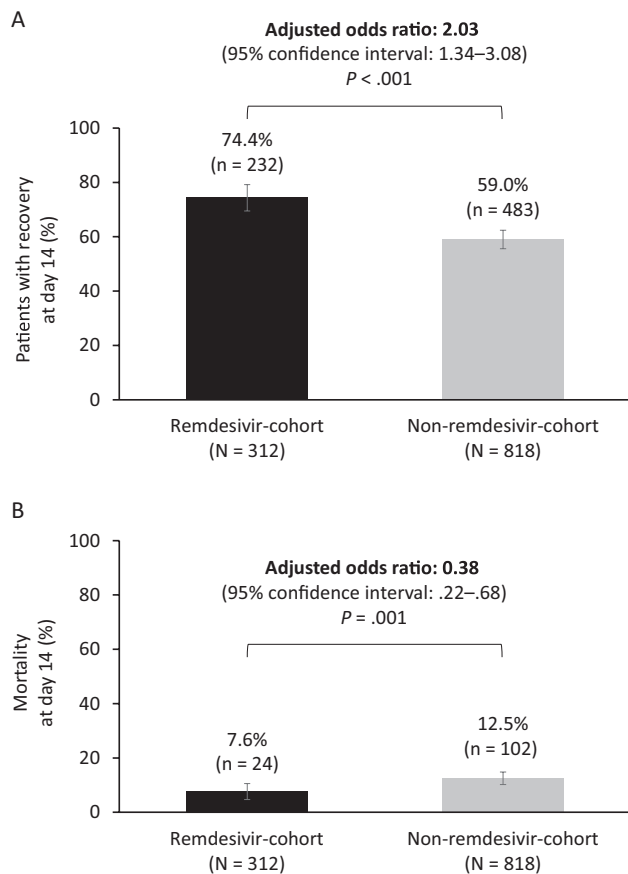 A
Adjusted odds ratio: 2.03
(95% confidence interval: 1.34–3.08)
P < .001
100
80
60
40
20
0
Patients with recovery
at day 14 (%)
74.4%
(n = 232)
59.0%
(n = 483)
Remdesivir-cohort
(N = 312)
Non-remdesivir-cohort
(N = 818)
B
Adjusted odds ratio: 0.38
(95% confidence interval: .22–.68)
P = .001
100
80
60
40
20
0
Mortality
at day 14 (%)
7.6%
(n = 24)
12.5%
(n = 102)
Remdesivir-cohort
(N = 312)
Non-remdesivir-cohort
(N = 818)